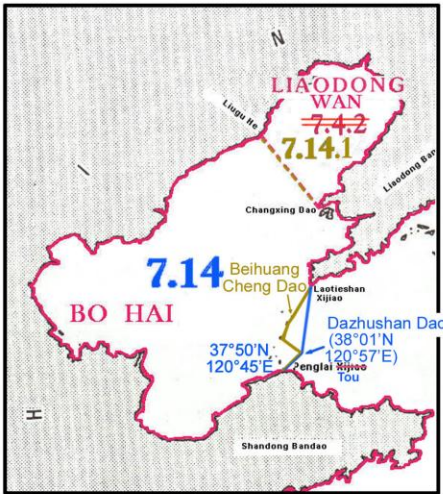 N
LIAODONG
WAN
7.4.2
7.14.1
Liugu He
Liaodong Ban
Changxing Dao
I
7.14
Beihuang
Cheng Dao
Laotieshan
Xijiao
BO HAI
Dazhushan Dao
(38°01'N
120°57'E)
37°50'N
120°45'E
Penglai Xijiao
Tou
H
Shandong Bandao